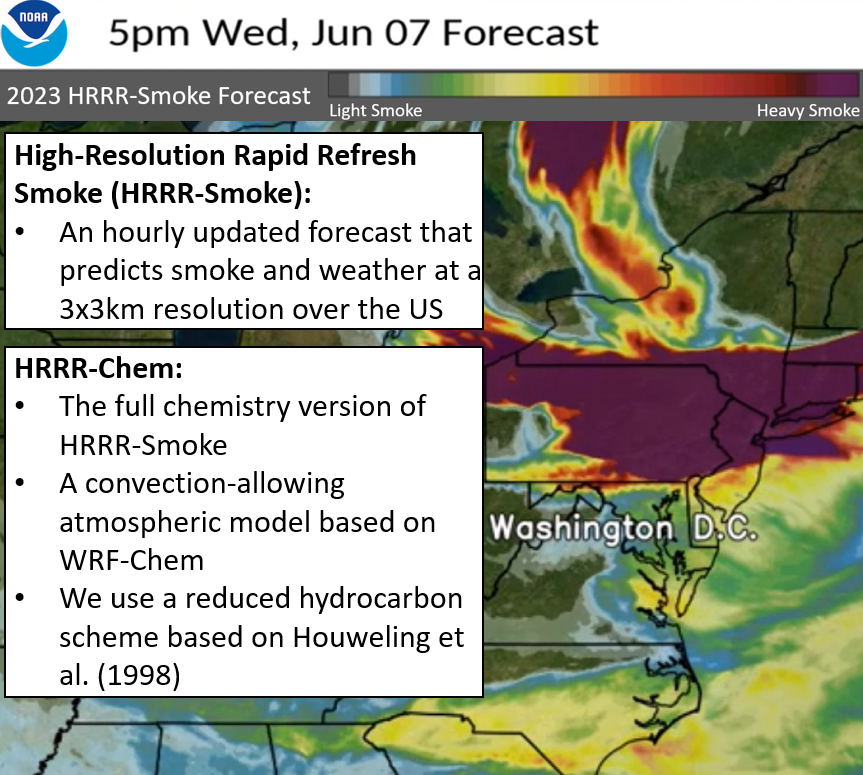 NOAA
5pm Wed, Jun 07 Forecast
2023 HRRR-Smoke Forecast
Light Smoke
Heavy Smoke
High-Resolution Rapid Refresh
Smoke (HRRR-Smoke):
• An hourly updated forecast that
predicts smoke and weather at a
3x3km resolution over the US
HRRR-Chem:
• The full chemistry version of
HRRR-Smoke
• A convection-allowing
atmospheric model based on
WRF-Chem
• We use a reduced hydrocarbon
scheme based on Houweling et
al. (1998)
Washington D.C.